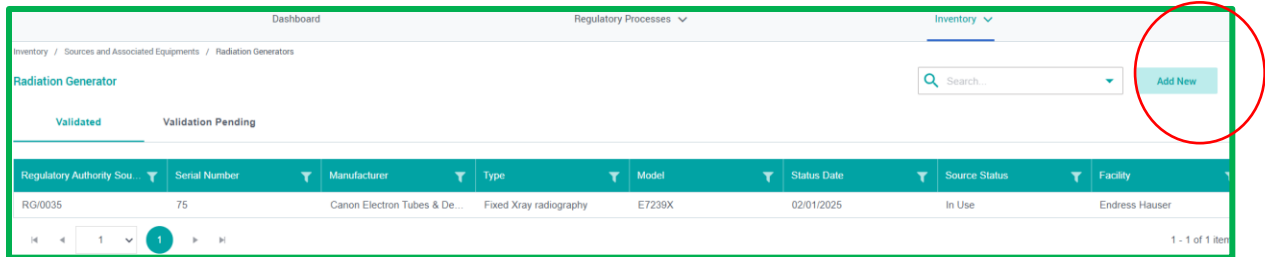 Dashboard Regulatory Processes Inventory
Inventory / Sources and Associated Equipments / Radiation Generators
Radiation Generator Search... Add New
Validated Validation Pending
Regulatory Authority Sou... Serial Number Manufacturer Type Model Status Date Source Status Facility
RG/0035 75 Canon Electron Tubes & De... Fixed Xray radiography E7239X 02/01/2025 In Use Endress Hauser
1 1 1 - 1 of 1 item